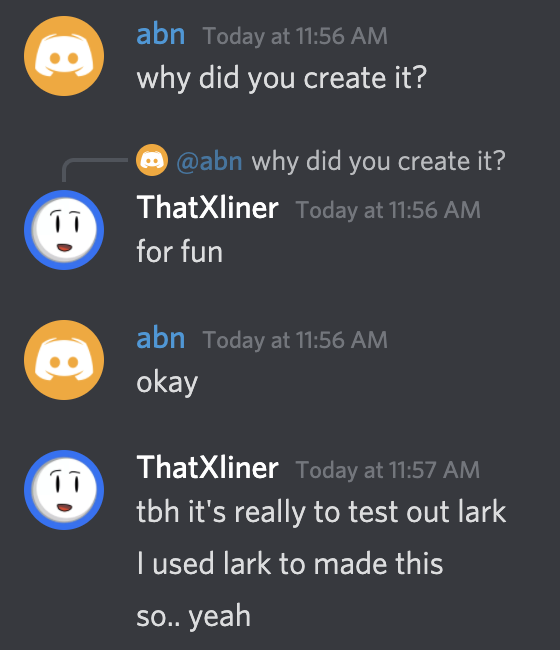 abn Today at 11:56 AM
why did you create it?
@abn why did you create it?
ThatXliner Today at 11:56 AM
for fun
abn Today at 11:56 AM
okay
ThatXliner Today at 11:57 AM
tbh it's really to test out lark
I used lark to made this
so.. yeah